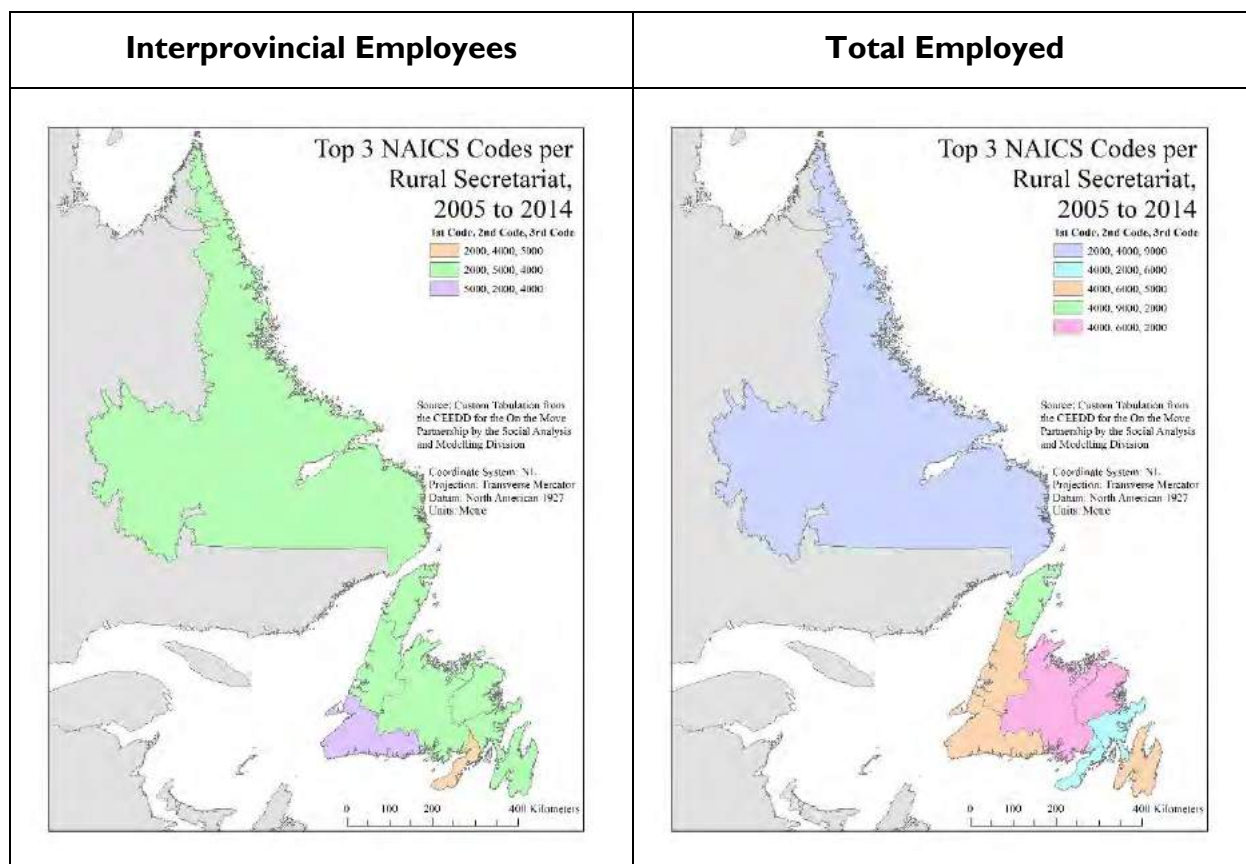 Interprovincial Employees
Total Employed
Top 3 NAICS Codes per
Rural Secretariat,
2005 to 2014
1st Code, 2nd Code, 3rd Code
2000, 4000, 5000
2000, 5000, 4000
5000, 2000, 4000
Source: Custom Tabulation from
the CEEDD for the On the Move
Partnership by the Social Analysis
and Modelling Division
Coordinate System: NL
Projection: Transverse Mercator
Datum: North American 1927
Units: Metre
0 100 200 400 Kilometers
Top 3 NAICS Codes per
Rural Secretariat,
2005 to 2014
1st Code, 2nd Code, 3rd Code
2000, 4000, 9000
4000, 2000, 6000
4000, 6000, 5000
4000, 9000, 2000
4000, 6000, 2000
Source: Custom Tabulation from
the CEEDD for the On the Move
Partnership by the Social Analysis
and Modelling Division
Coordinate System: NL
Projection: Transverse Mercator
Datum: North American 1927
Units: Metre
0 100 200 400 Kilometers